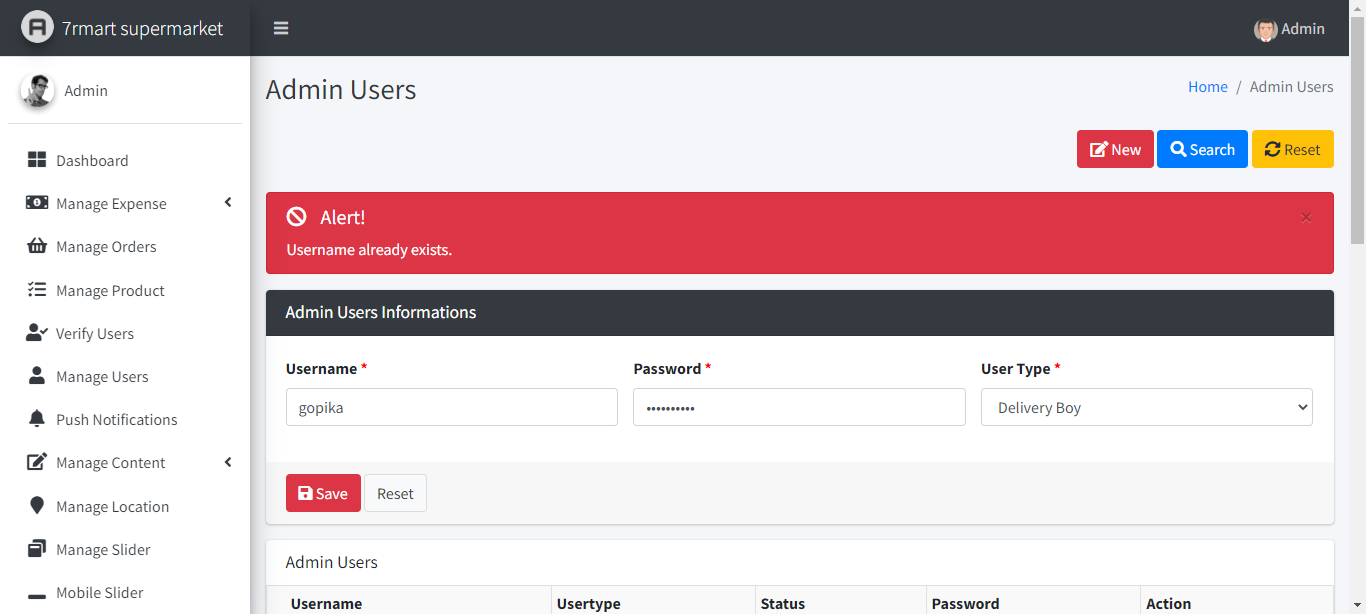 7rmart supermarket
Admin
Admin
Dashboard
Manage Expense
Manage Orders
Manage Product
Verify Users
Manage Users
Push Notifications
Manage Content
Manage Location
Manage Slider
Mobile Slider
Admin Users
Home / Admin Users
New Search Reset
Alert! ×
Username already exists.
Admin Users Informations
Username * Password * User Type *
gopika •••••••••• Delivery Boy
Save Reset
Admin Users
Username Usertype Status Password Action